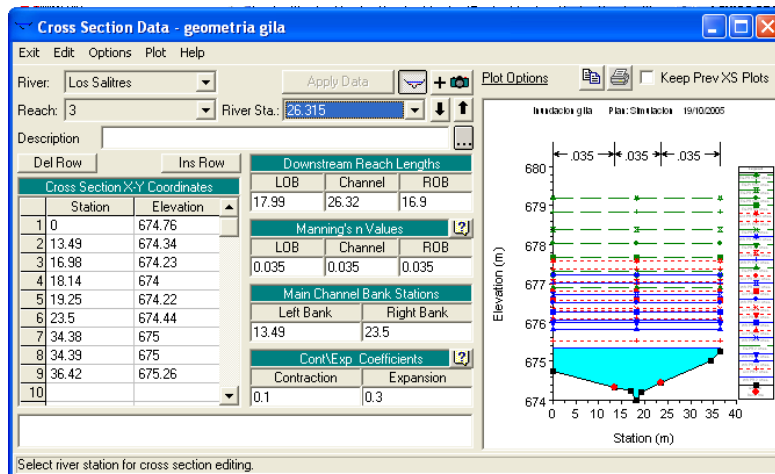 Cross Section Data - geometria gila
Exit Edit Options Plot Help
River: Los Salitres Apply Data Plot Options Keep Prev XS Plots
Reach: 3 River Sta.: 26.315
Description ...
Del Row Ins Row
Cross Section X-Y Coordinates
Station Elevation
1 0 674.76
2 13.49 674.34
3 16.98 674.23
4 18.14 674
5 19.25 674.22
6 23.5 674.44
7 34.38 675
8 34.39 675
9 36.42 675.26
10
Downstream Reach Lengths
LOB Channel ROB
17.99 26.32 16.9
Manning's n Values ?
LOB Channel ROB
0.035 0.035 0.035
Main Channel Bank Stations
Left Bank Right Bank
13.49 23.5
Cont\Exp Coefficients ?
Contraction Expansion
0.1 0.3
Inundacion gila Plan: Simulacion 19/10/2005
.035 .035 .035
Elevation (m)
680
679
678
677
676
675
674
0 5 10 15 20 25 30 35 40
Station (m)
Select river station for cross section editing.